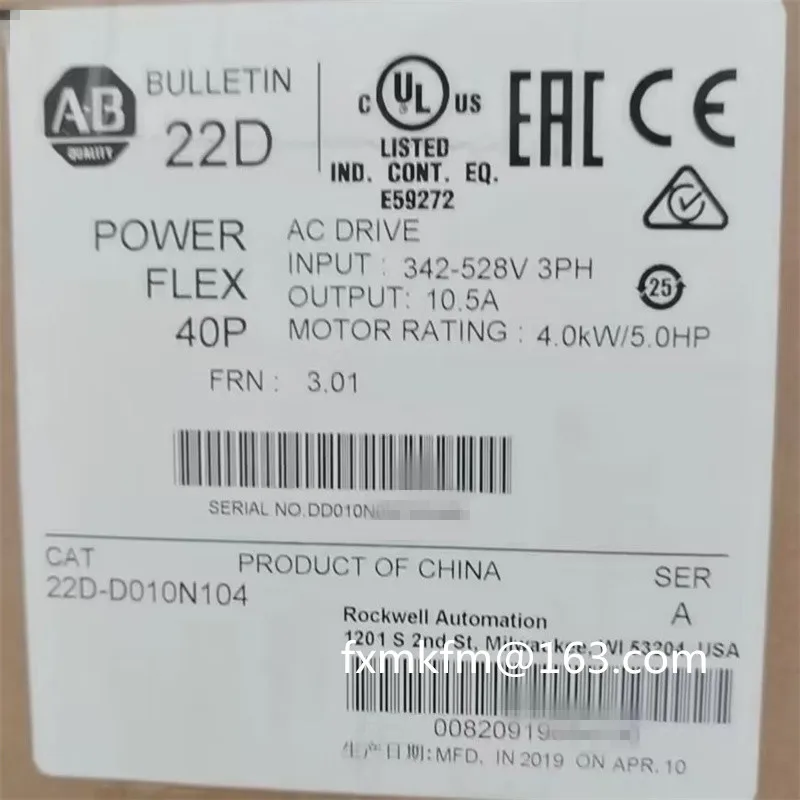 A·B
QUALITY
BULLETIN
22D
C UL US
LISTED
IND. CONT. EQ.
E59272
EAC CE
25
POWER
FLEX
40P
AC DRIVE
INPUT : 342-528V 3PH
OUTPUT: 10.5A
MOTOR RATING : 4.0kW/5.0HP
FRN : 3.01
SERIAL NO.DD010N
CAT
22D-D010N104
PRODUCT OF CHINA
SER
A
Rockwell Automation
1201 S 2nd St, Milwaukee, WI 53204 USA
fxmkfm@163.com
00820919
生产日期:MFD, IN 2019 ON APR. 10